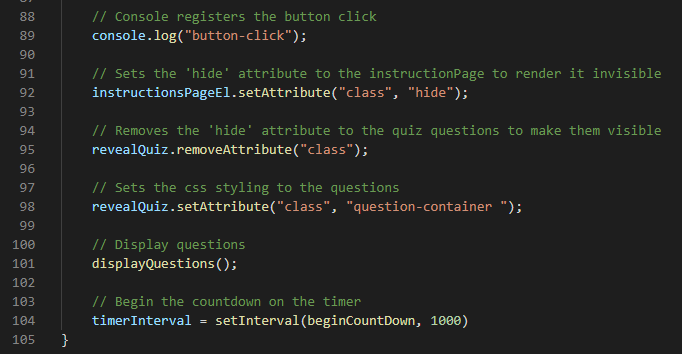 88 // Console registers the button click
89 console.log("button-click");
90
91 // Sets the 'hide' attribute to the instructionPage to render it invisible
92 instructionsPageEl.setAttribute("class", "hide");
93
94 // Removes the 'hide' attribute to the quiz questions to make them visible
95 revealQuiz.removeAttribute("class");
96
97 // Sets the css styling to the questions
98 revealQuiz.setAttribute("class", "question-container ");
99
100 // Display questions
101 displayQuestions();
102
103 // Begin the countdown on the timer
104 timerInterval = setInterval(beginCountDown, 1000)
105 }